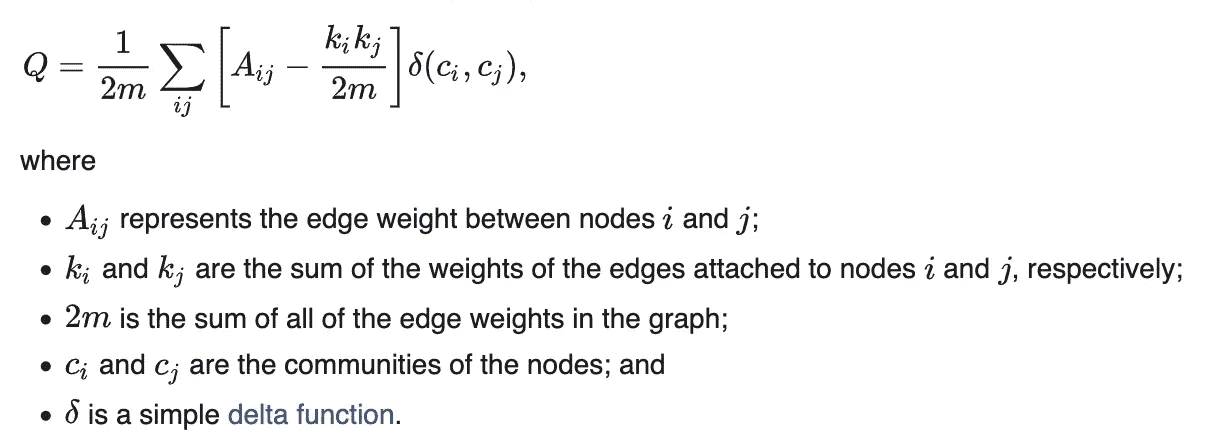 Q = \frac{1}{2m} \sum_{ij} \left[ A_{ij} - \frac{k_i k_j}{2m} \right] \delta(c_i, c_j),
where
• A_{ij} represents the edge weight between nodes i and j;
• k_i and k_j are the sum of the weights of the edges attached to nodes i and j, respectively;
• 2m is the sum of all of the edge weights in the graph;
• c_i and c_j are the communities of the nodes; and
• δ is a simple delta function.